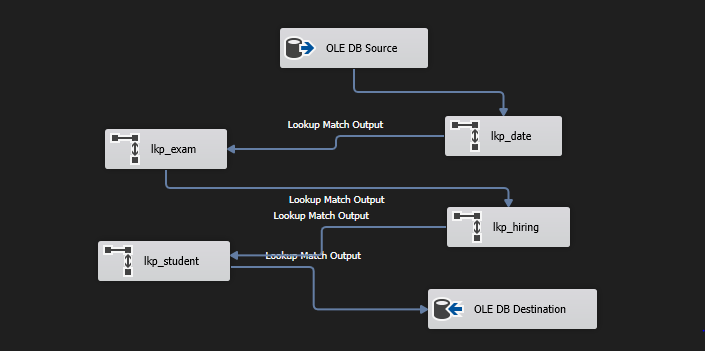 OLE DB Source
Lookup Match Output
lkp_date
lkp_exam
Lookup Match Output
Lookup Match Output
lkp_hiring
Lookup Match Output
lkp_student
OLE DB Destination